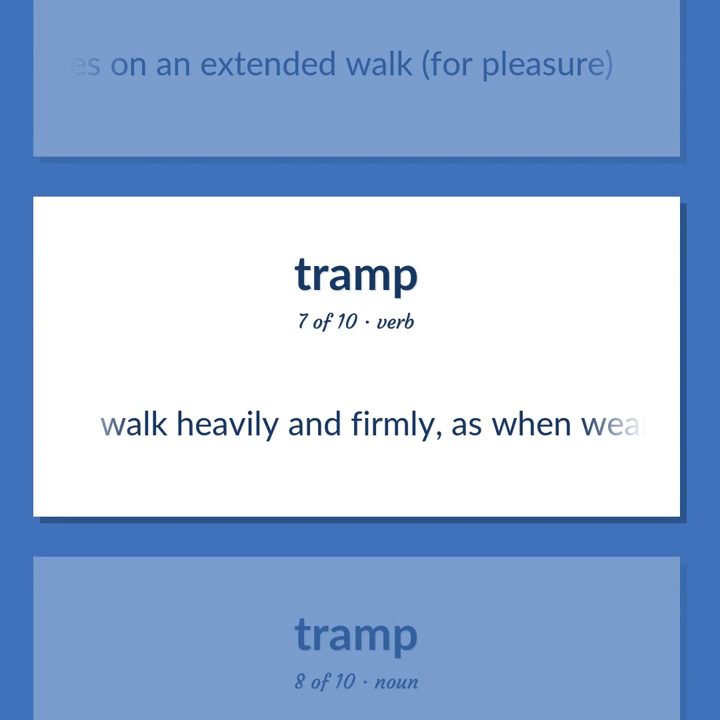 on an extended walk (for pleasure)
tramp
7 of 10 · verb
walk heavily and firmly, as when
tramp
8 of 10 · noun